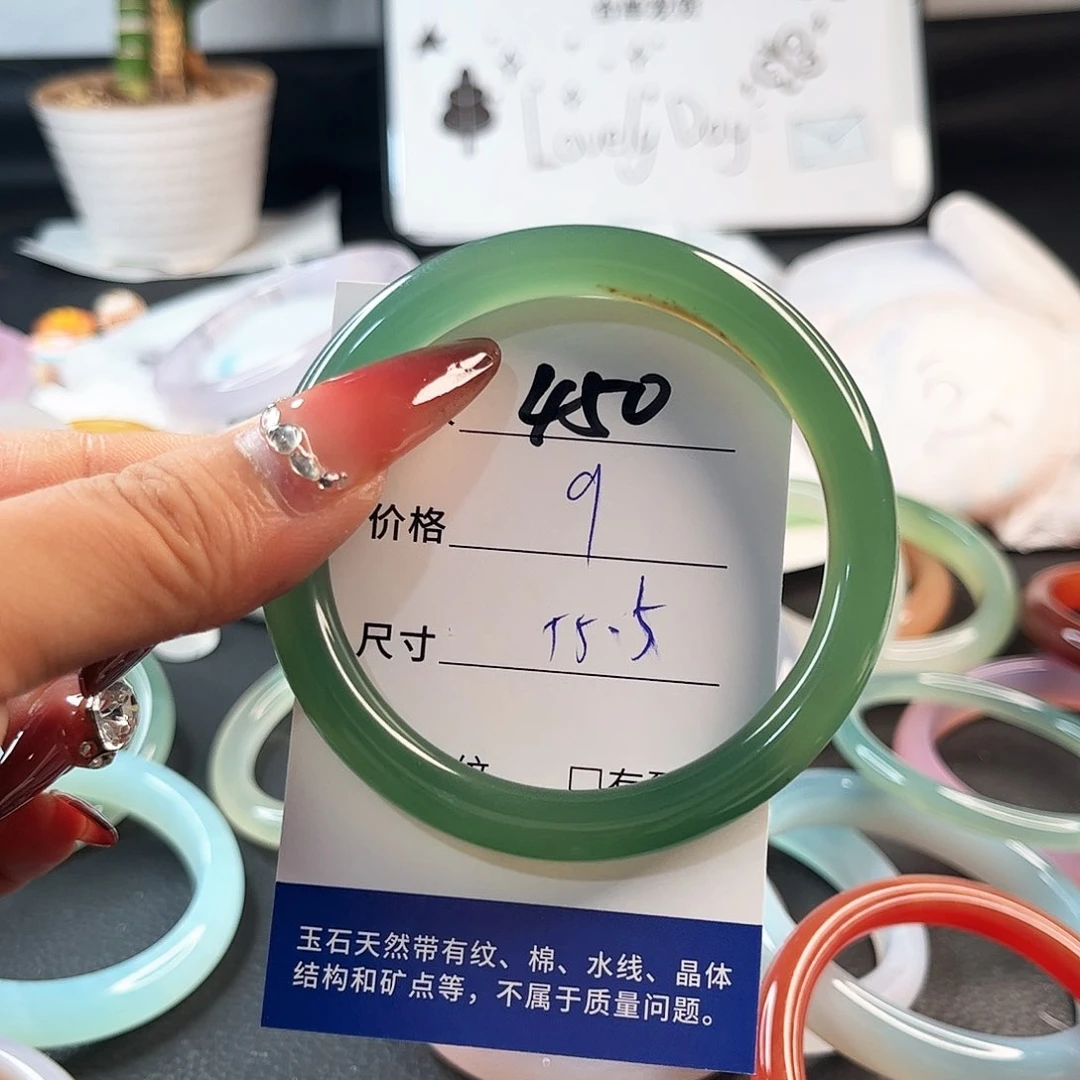 Lovely Day
450
价格 9
尺寸 55.5
玉石天然带有纹、棉、水线、晶体
结构和矿点等，不属于质量问题。